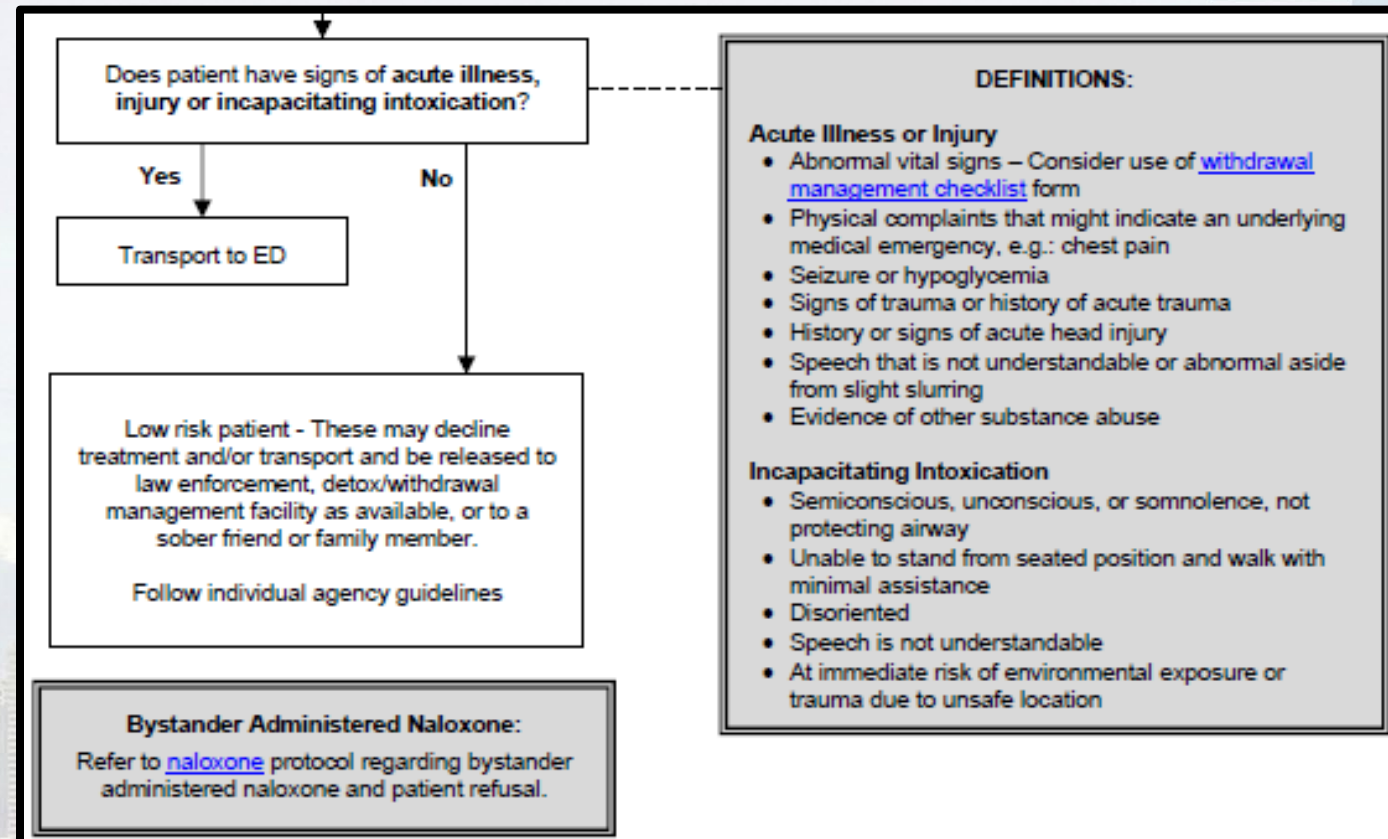 Does patient have signs of acute illness,
injury or incapacitating intoxication?
Yes
No
Transport to ED
Low risk patient - These may decline
treatment and/or transport and be released to
law enforcement, detox/withdrawal
management facility as available, or to a
sober friend or family member.
Follow individual agency guidelines
Bystander Administered Naloxone:
Refer to naloxone protocol regarding bystander
administered naloxone and patient refusal.
DEFINITIONS:
Acute Illness or Injury
• Abnormal vital signs – Consider use of withdrawal
management checklist form
• Physical complaints that might indicate an underlying
medical emergency, e.g.: chest pain
• Seizure or hypoglycemia
• Signs of trauma or history of acute trauma
• History or signs of acute head injury
• Speech that is not understandable or abnormal aside
from slight slurring
• Evidence of other substance abuse
Incapacitating Intoxication
• Semiconscious, unconscious, or somnolence, not
protecting airway
• Unable to stand from seated position and walk with
minimal assistance
• Disoriented
• Speech is not understandable
• At immediate risk of environmental exposure or
trauma due to unsafe location